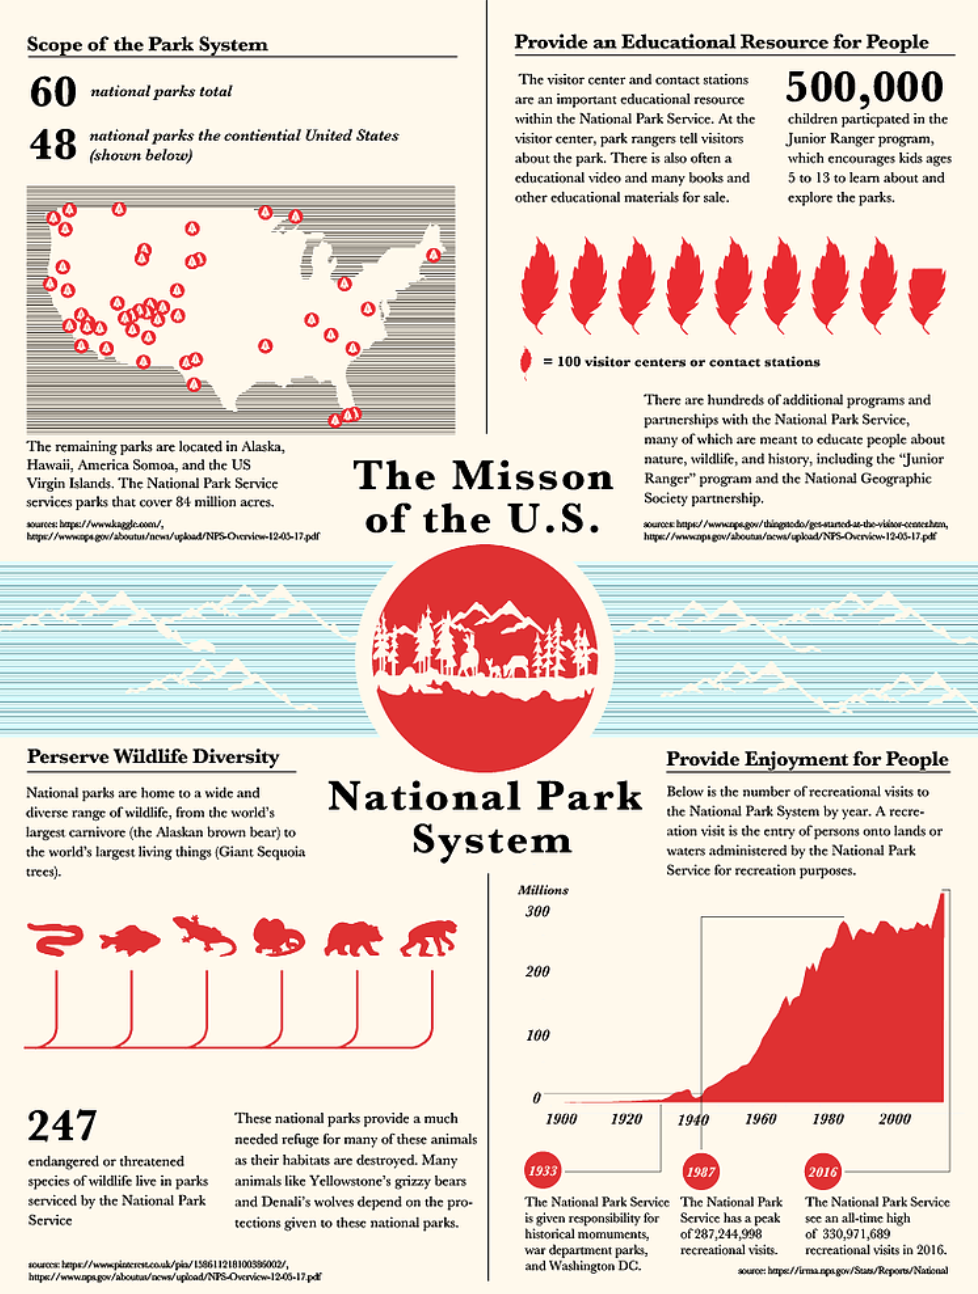 Scope of the Park System
60 national parks total
48 national parks the contiential United States
(shown below)
The remaining parks are located in Alaska,
Hawaii, America Somoa, and the US
Virgin Islands. The National Park Service
services parks that cover 84 million acres.
sources: https://www.kaggle.com/,
https://www.nps.gov/aboutus/news/upload/NPS-Overview-12-05-17.pdf
Provide an Educational Resource for People
The visitor center and contact stations
are an important educational resource
within the National Park Service. At the
visitor center, park rangers tell visitors
about the park. There is also often a
educational video and many books and
other educational materials for sale.
500,000
children particpated in the
Junior Ranger program,
which encourages kids ages
5 to 13 to learn about and
explore the parks.
= 100 visitor centers or contact stations
There are hundreds of additional programs and
partnerships with the National Park Service,
many of which are meant to educate people about
nature, wildlife, and history, including the “Junior
Ranger” program and the National Geographic
Society partnership.
sources: https://www.nps.gov/thingstodo/get-started-at-the-visitor-center.htm,
https://www.nps.gov/aboutus/news/upload/NPS-Overview-12-05-17.pdf
The Misson
of the U.S.
National Park
System
Perserve Wildlife Diversity
National parks are home to a wide and
diverse range of wildlife, from the world’s
largest carnivore (the Alaskan brown bear) to
the world’s largest living things (Giant Sequoia
trees).
247
endangered or threatened
species of wildlife live in parks
serviced by the National Park
Service
These national parks provide a much
needed refuge for many of these animals
as their habitats are destroyed. Many
animals like Yellowstone’s grizzy bears
and Denali’s wolves depend on the pro-
tections given to these national parks.
sources: https://www.pinterest.co.uk/pin/158611218100386002/,
https://www.nps.gov/aboutus/news/upload/NPS-Overview-12-05-17.pdf
Provide Enjoyment for People
Below is the number of recreational visits to
the National Park System by year. A recre-
ation visit is the entry of persons onto lands or
waters administered by the National Park
Service for recreation purposes.
Millions
300
200
100
0
1900 1920 1940 1960 1980 2000
1933
The National Park Service
is given responsibility for
historical momuments,
war department parks,
and Washington DC.
1987
The National Park
Service has a peak
of 287,244,998
recreational visits.
2016
The National Park Service
see an all-time high
of 330,971,689
recreational visits in 2016.
source: https://irma.nps.gov/Stats/Reports/National